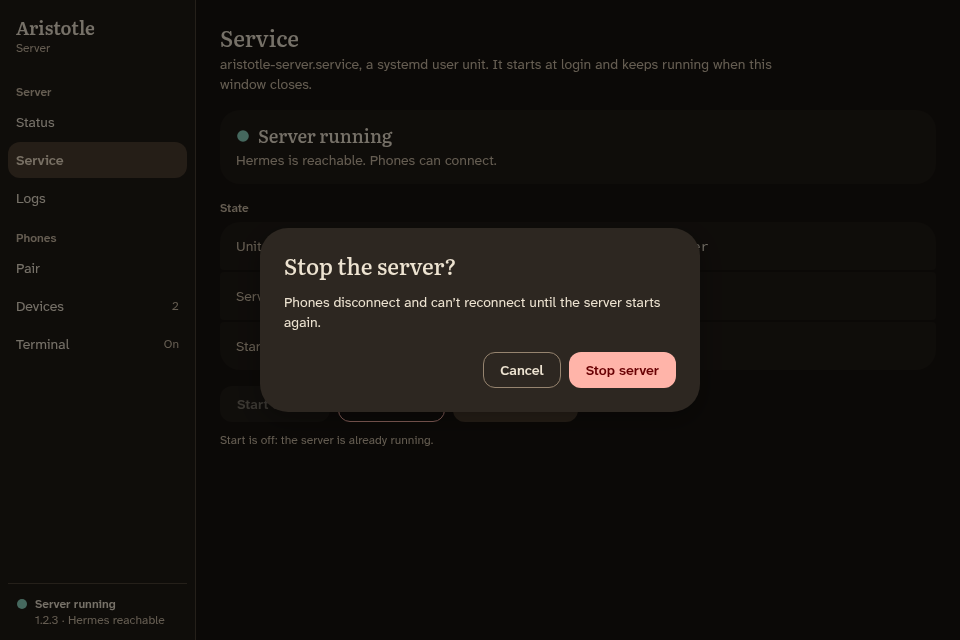 Aristotle
Server
Server
Status
Service
Logs
Phones
Pair
Devices 2
Terminal On
Server running
1.2.3 · Hermes reachable
Service
aristotle-server.service, a systemd user unit. It starts at login and keeps running when this
window closes.
Server running
Hermes is reachable. Phones can connect.
State
Unit
Stop the server?
Phones disconnect and can't reconnect until the server starts
again.
Cancel Stop server
Start
Start is off: the server is already running.